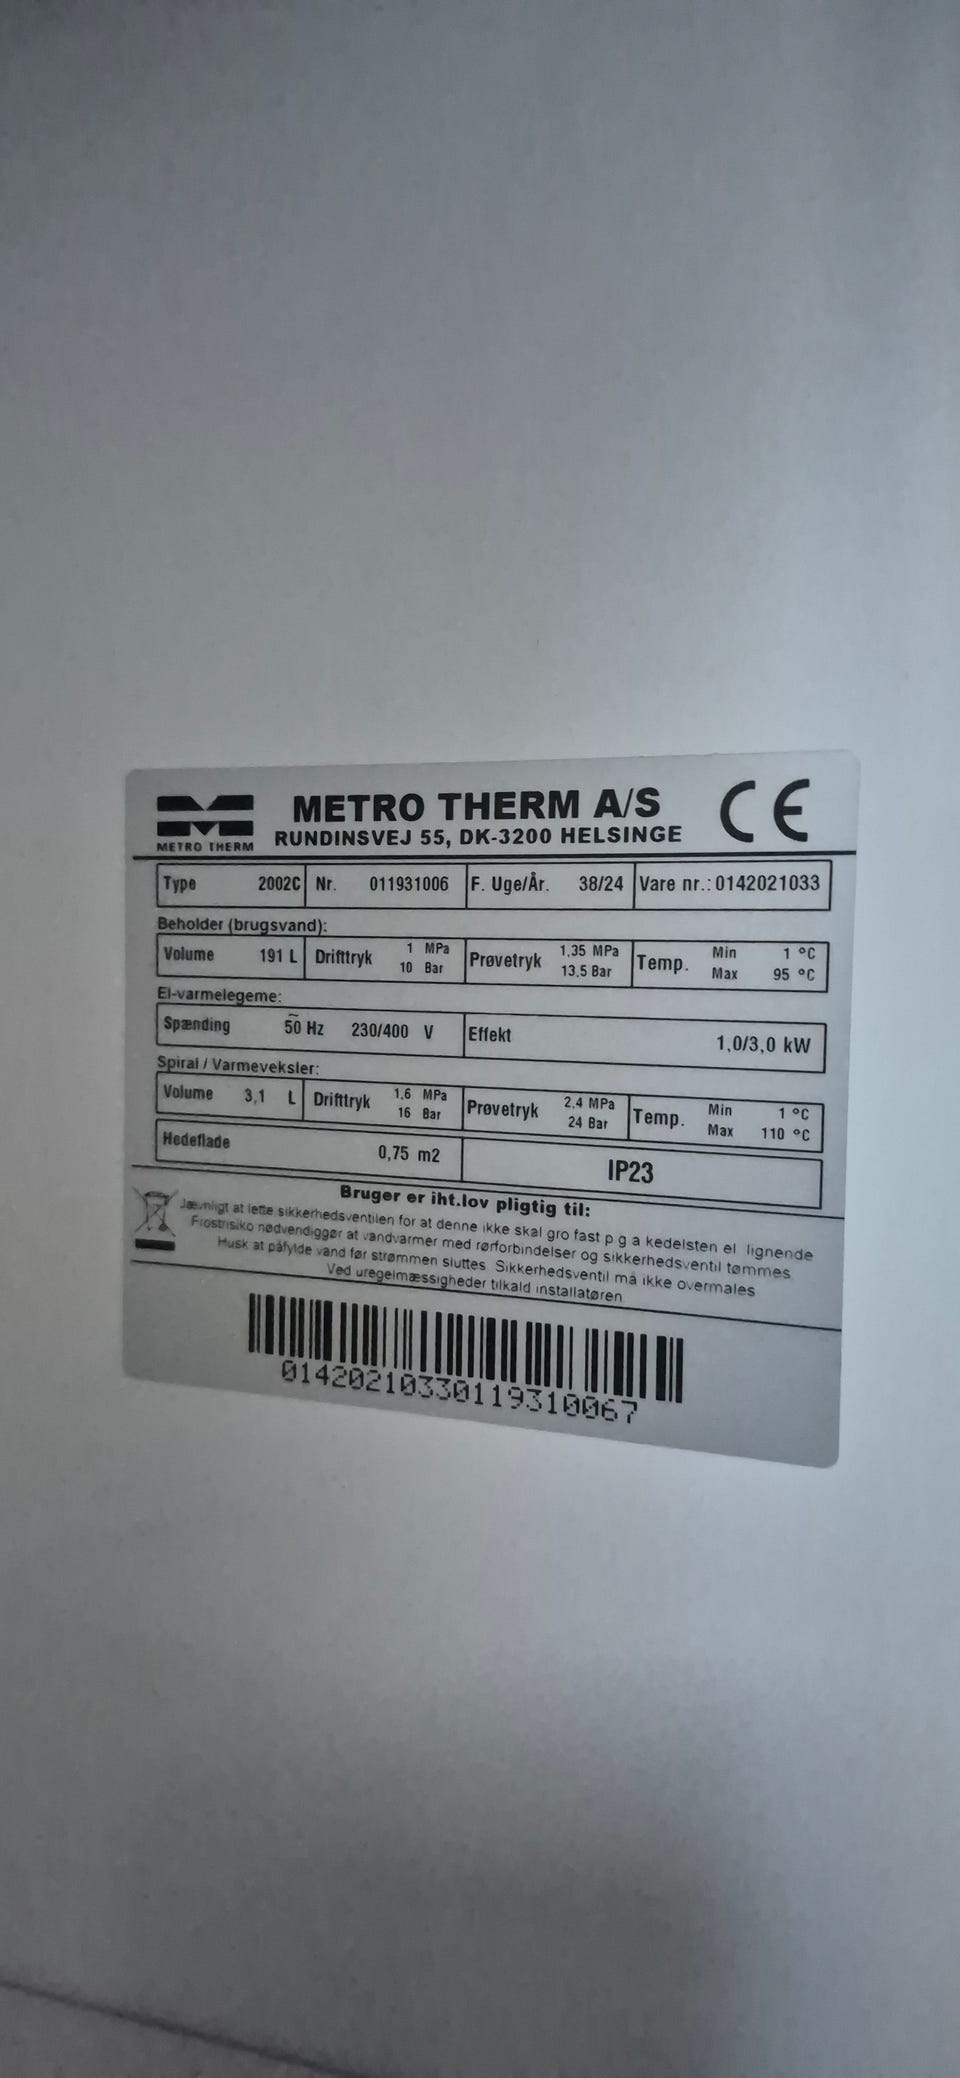 METRO THERM A/S
RUNDINSVEJ 55, DK-3200 HELSINGE
CE
METRO THERM
Type 2002C Nr. 011931006 F. Uge/År. 38/24 Vare nr.: 0142021033
Beholder (brugsvand):
Volume 191 L Drifttryk 1 MPa 10 Bar Prøvetryk 1,35 MPa 13,5 Bar Temp. Min 1 °C Max 95 °C
El-varmelegeme:
Spænding ~ 50 Hz 230/400 V Effekt 1,0/3,0 kW
Spiral / Varmeveksler:
Volume 3,1 L Drifttryk 1,6 MPa 16 Bar Prøvetryk 2,4 MPa 24 Bar Temp. Min 1 °C Max 110 °C
Hedeflade 0,75 m2 IP23
Bruger er iht.lov pligtig til:
Jævnligt at lette sikkerhedsventilen for at denne ikke skal gro fast p g a kedelsten el lignende
Frostrisiko nødvendiggør at vandvarmer med rørforbindelser og sikkerhedsventil tømmes
Husk at påfylde vand før strømmen sluttes Sikkerhedsventil må ikke overmales
Ved uregelmæssigheder tilkald installatøren
01420210330119310067